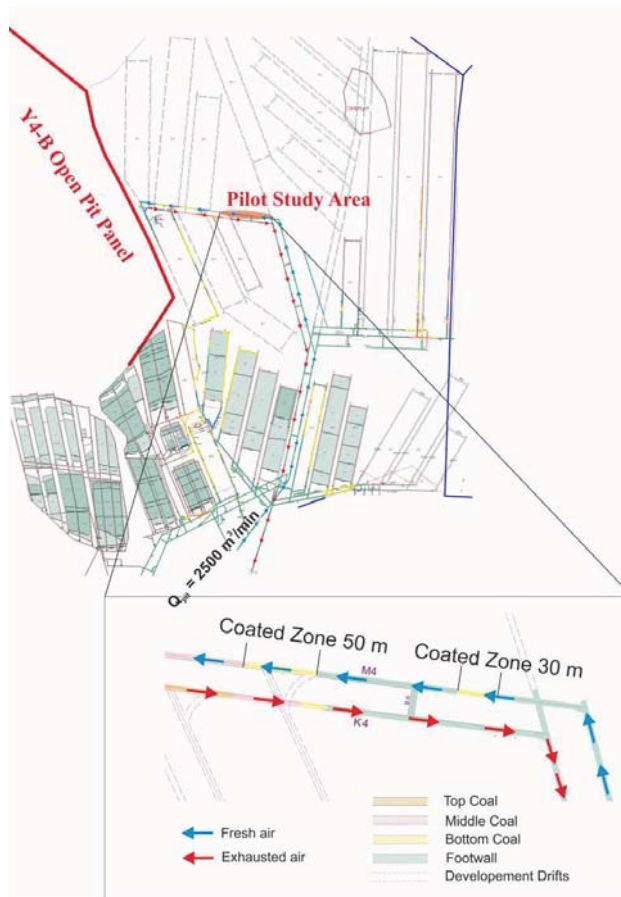 Y4-B Open Pit Panel
Pilot Study Area
Qpit = 2500 m³/min
Coated Zone 50 m
Coated Zone 30 m
M4
K4
Fresh air
Exhausted air
Top Coal
Middle Coal
Bottom Coal
Footwall
Developement Drifts